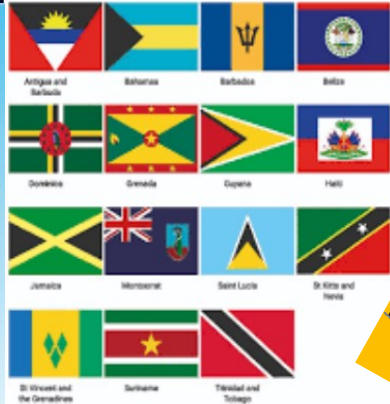 Antigua and
Barbuda
Bahamas
Barbados
Belize
Dominica
Grenada
Guyana
Haiti
Jamaica
Montserrat
Saint Lucia
St Kitts and
Nevis
St Vincent and
the Grenadines
Suriname
Trinidad and
Tobago